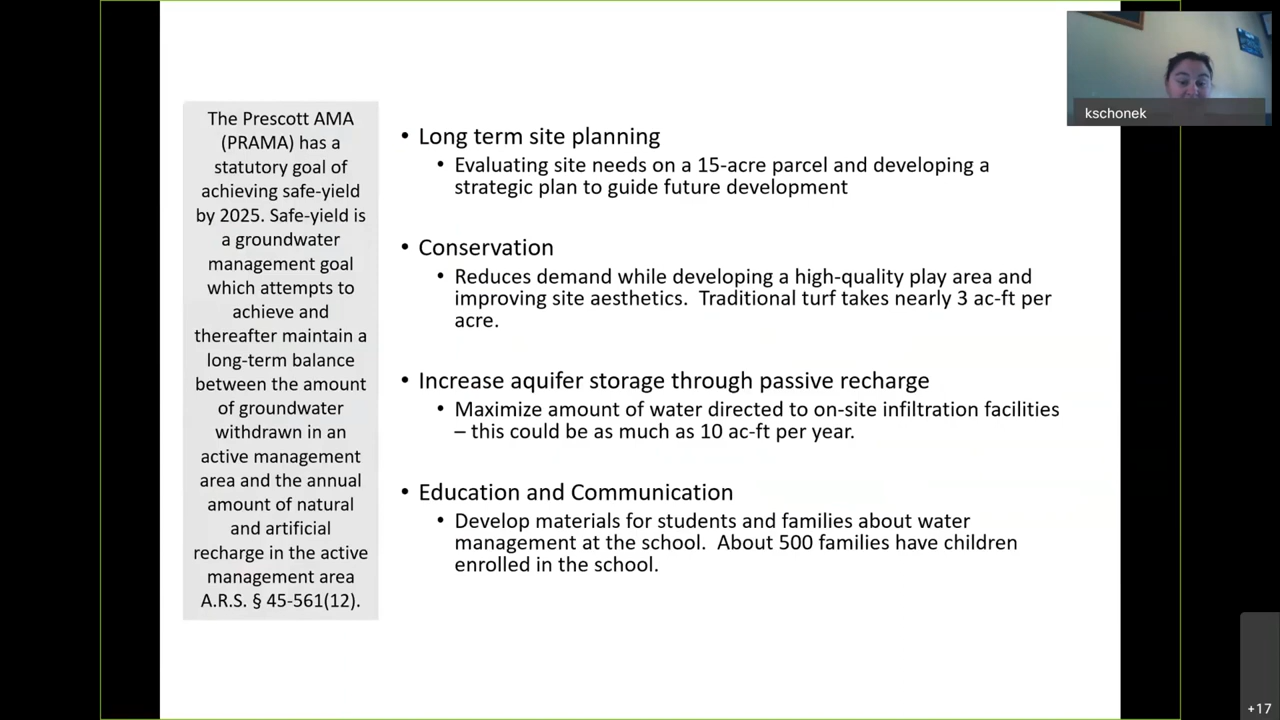 The Prescott AMA
(PRAMA) has a
statutory goal of
achieving safe-yield
by 2025. Safe-yield is
a groundwater
management goal
which attempts to
achieve and
thereafter maintain a
long-term balance
between the amount
of groundwater
withdrawn in an
active management
area and the annual
amount of natural
and artificial
recharge in the active
management area
A.R.S. § 45-561(12).
• Long term site planning
• Evaluating site needs on a 15-acre parcel and developing a
strategic plan to guide future development
• Conservation
• Reduces demand while developing a high-quality play area and
improving site aesthetics.  Traditional turf takes nearly 3 ac-ft per
acre.
• Increase aquifer storage through passive recharge
• Maximize amount of water directed to on-site infiltration facilities
– this could be as much as 10 ac-ft per year.
• Education and Communication
• Develop materials for students and families about water
management at the school.  About 500 families have children
enrolled in the school.
kschonek
+17